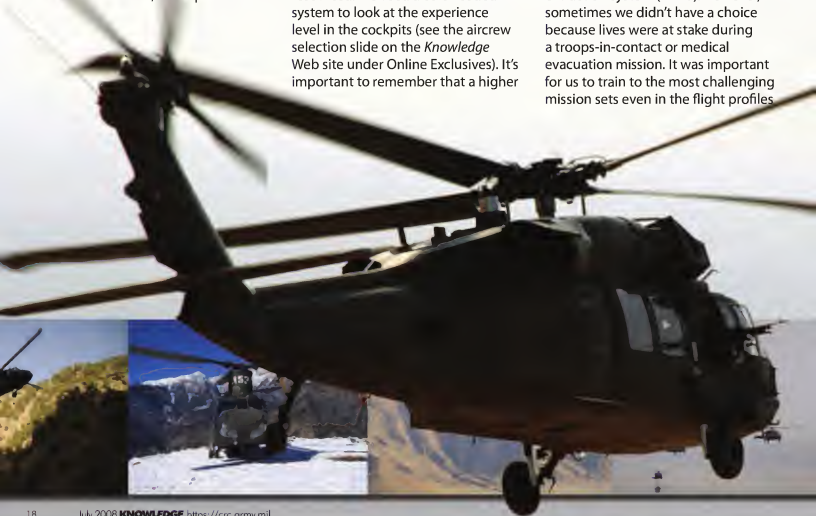 system to look at the experience
level in the cockpits (see the aircrew
selection slide on the Knowledge
Web site under Online Exclusives). It's
important to remember that a higher
sometimes we didn't have a choice
because lives were at stake during
a troops-in-contact or medical
evacuation mission. It was important
for us to train to the most challenging
mission sets even in the flight profiles
18 July 2008 KNOWLEDGE https://crc.army.mil